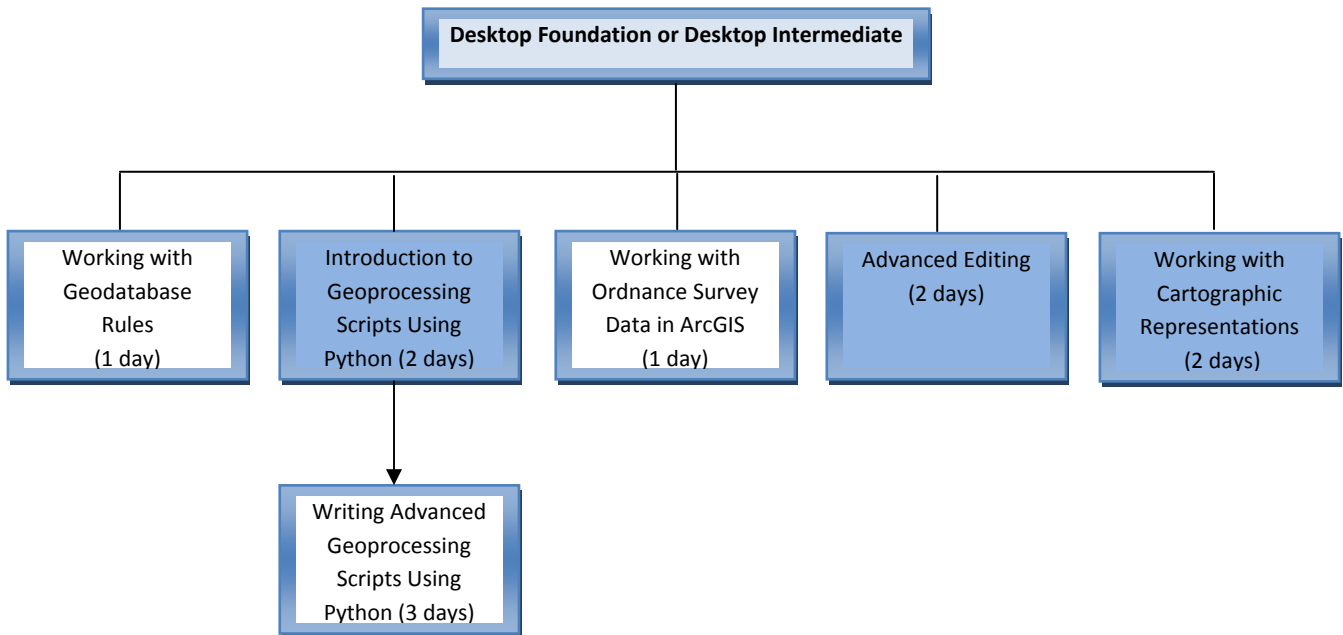 Desktop Foundation or Desktop Intermediate
Working with
Geodatabase
Rules
(1 day)
Introduction to
Geoprocessing
Scripts Using
Python (2 days)
Working with
Ordnance Survey
Data in ArcGIS
(1 day)
Advanced Editing
(2 days)
Working with
Cartographic
Representations
(2 days)
Writing Advanced
Geoprocessing
Scripts Using
Python (3 days)